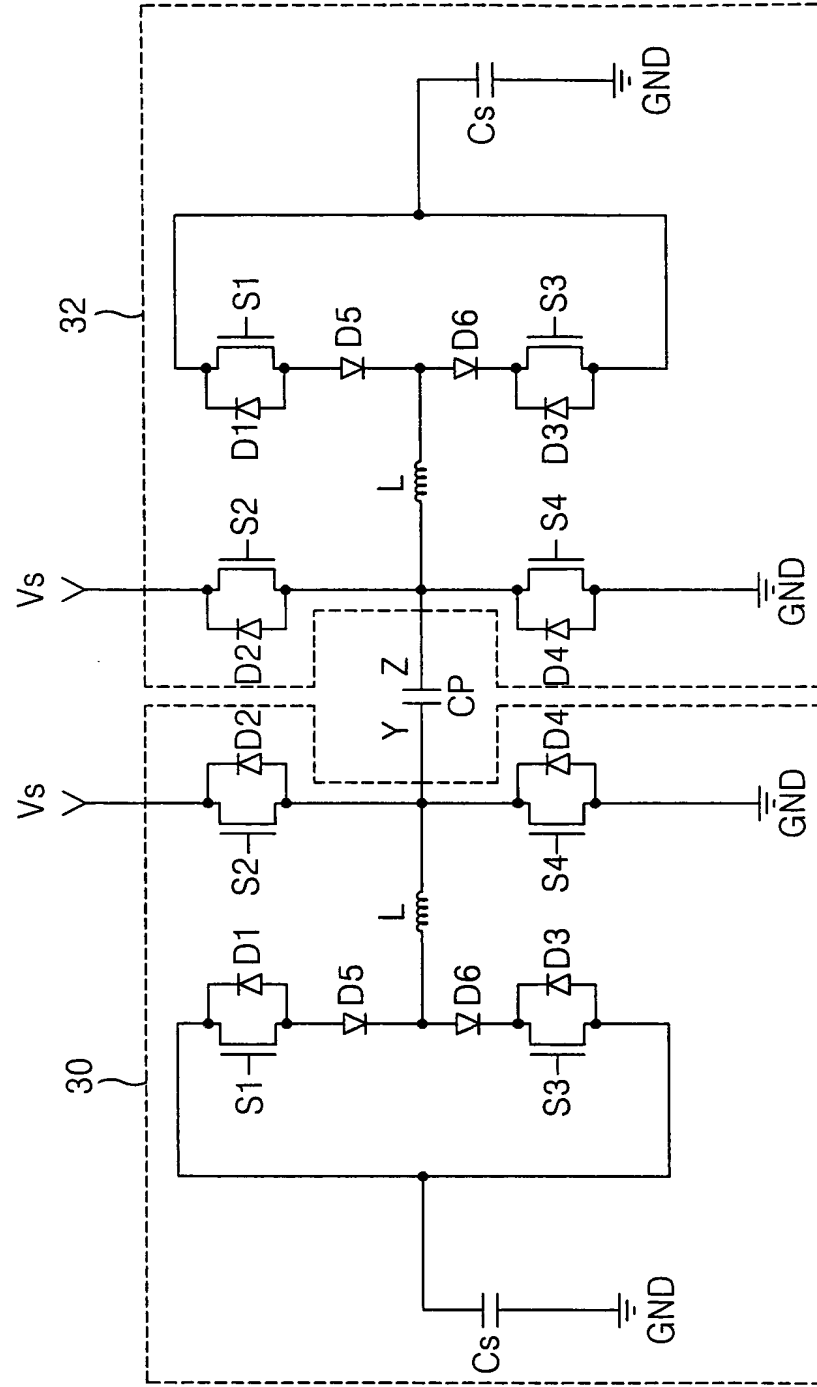 30
32
Vs
Vs
S1
D1
S2
D2
D2
S2
D1
S1
D5
D5
L
Y
Z
L
CP
D6
D6
S3
D3
S4
D4
D4
S4
D3
S3
Cs
GND
GND
GND
Cs
GND